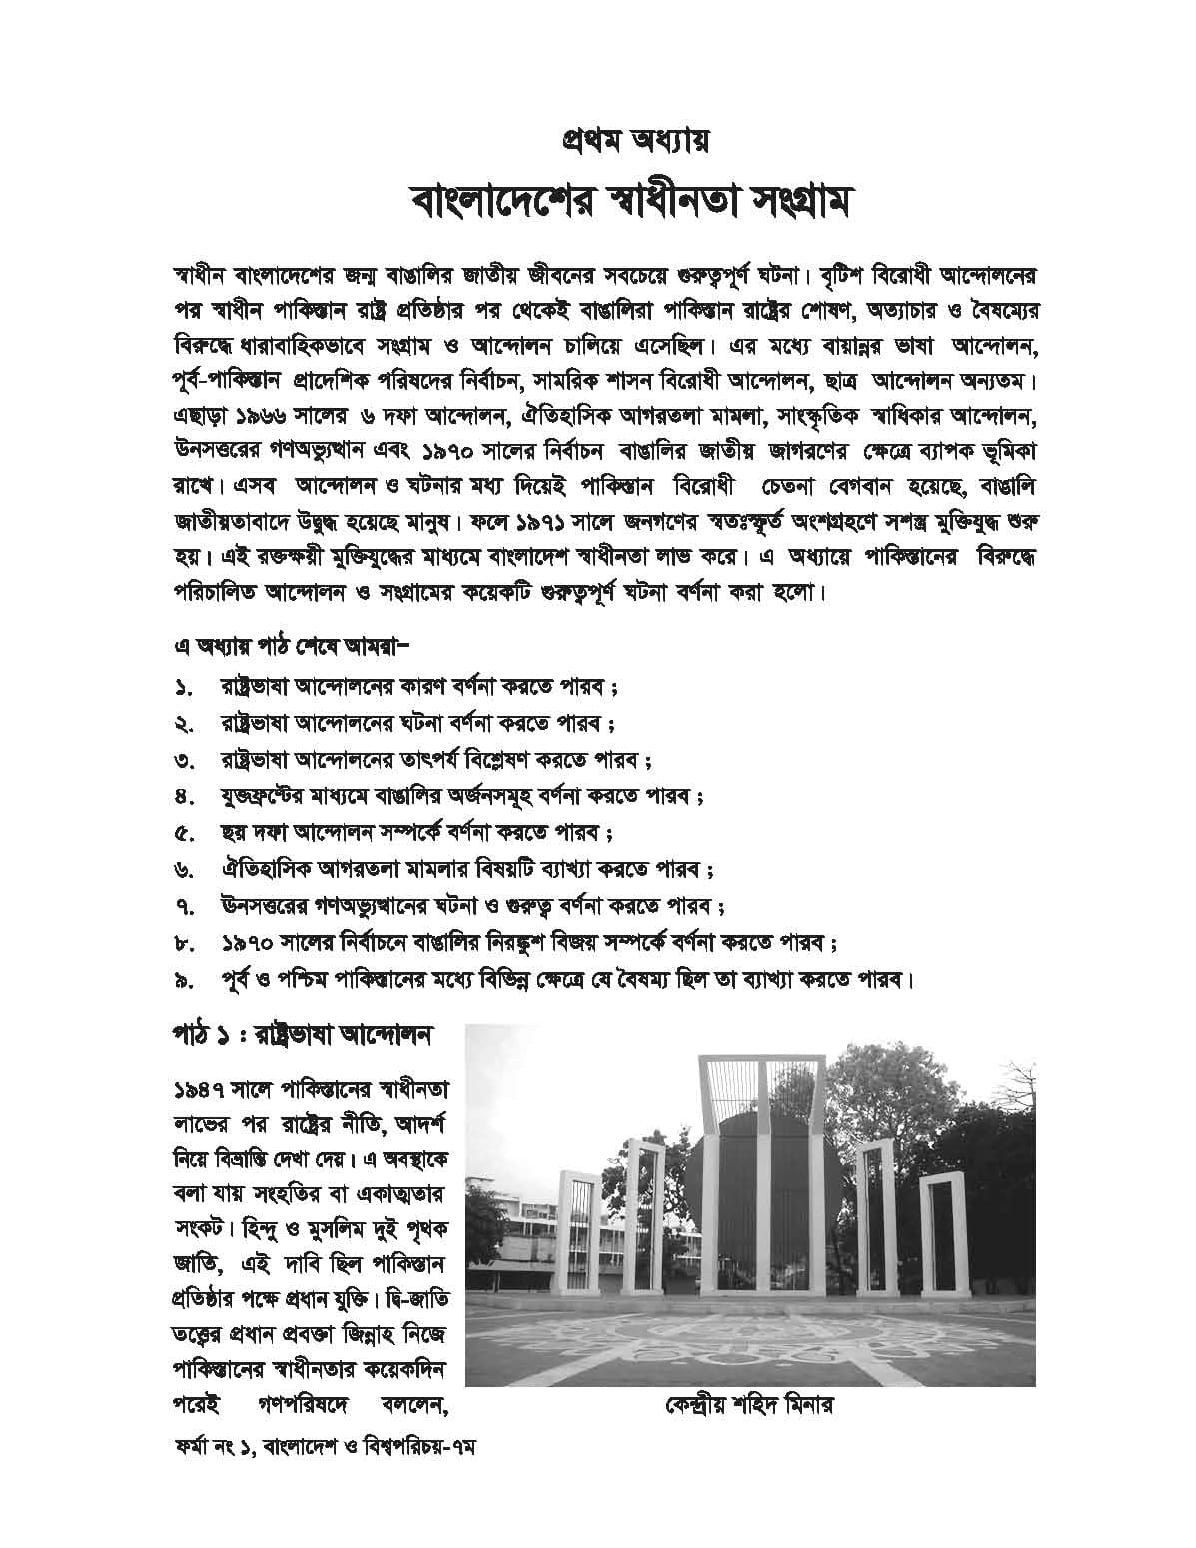 প্রথম অধ্যায়
বাংলাদেশের স্বাধীনতা সংগ্রাম
স্বাধীন বাংলাদেশের জন্ম বাঙালির জাতীয় জীবনের সবচেয়ে গুরুত্বপূর্ণ ঘটনা। বৃটিশ বিরোধী আন্দোলনের
পর স্বাধীন পাকিস্তান রাষ্ট্র প্রতিষ্ঠার পর থেকেই বাঙালিরা পাকিস্তান রাষ্ট্রের শোষণ, অত্যাচার ও বৈষম্যের
বিরুদ্ধে ধারাবাহিকভাবে সংগ্রাম ও আন্দোলন চালিয়ে এসেছিল। এর মধ্যে বায়ান্নর ভাষা আন্দোলন,
পূর্ব-পাকিস্তান প্রাদেশিক পরিষদের নির্বাচন, সামরিক শাসন বিরোধী আন্দোলন, ছাত্র আন্দোলন অন্যতম।
এছাড়া ১৯৬৬ সালের ৬ দফা আন্দোলন, ঐতিহাসিক আগরতলা মামলা, সাংস্কৃতিক স্বাধিকার আন্দোলন,
উনসত্তরের গণঅভ্যুত্থান এবং ১৯৭০ সালের নির্বাচন বাঙালির জাতীয় জাগরণের ক্ষেত্রে ব্যাপক ভূমিকা
রাখে। এসব আন্দোলন ও ঘটনার মধ্য দিয়েই পাকিস্তান বিরোধী চেতনা বেগবান হয়েছে, বাঙালি
জাতীয়তাবাদে উদ্বুদ্ধ হয়েছে মানুষ। ফলে ১৯৭১ সালে জনগণের স্বতঃস্ফূর্ত অংশগ্রহণে সশস্ত্র মুক্তিযুদ্ধ শুরু
হয়। এই রক্তক্ষয়ী মুক্তিযুদ্ধের মাধ্যমে বাংলাদেশ স্বাধীনতা লাভ করে। এ অধ্যায়ে পাকিস্তানের বিরুদ্ধে
পরিচালিত আন্দোলন ও সংগ্রামের কয়েকটি গুরুত্বপূর্ণ ঘটনা বর্ণনা করা হলো।
এ অধ্যায় পাঠ শেষে আমরা–
১. রাষ্ট্রভাষা আন্দোলনের কারণ বর্ণনা করতে পারব ;
২. রাষ্ট্রভাষা আন্দোলনের ঘটনা বর্ণনা করতে পারব ;
৩. রাষ্ট্রভাষা আন্দোলনের তাৎপর্য বিশ্লেষণ করতে পারব ;
৪. যুক্তফ্রন্টের মাধ্যমে বাঙালির অর্জনসমূহ বর্ণনা করতে পারব ;
৫. ছয় দফা আন্দোলন সম্পর্কে বর্ণনা করতে পারব ;
৬. ঐতিহাসিক আগরতলা মামলার বিষয়টি ব্যাখ্যা করতে পারব ;
৭. ঊনসত্তরের গণঅভ্যুত্থানের ঘটনা ও গুরুত্ব বর্ণনা করতে পারব ;
৮. ১৯৭০ সালের নির্বাচনে বাঙালির নিরঙ্কুশ বিজয় সম্পর্কে বর্ণনা করতে পারব ;
৯. পূর্ব ও পশ্চিম পাকিস্তানের মধ্যে বিভিন্ন ক্ষেত্রে যে বৈষম্য ছিল তা ব্যাখ্যা করতে পারব।
পাঠ ১ : রাষ্ট্রভাষা আন্দোলন
১৯৪৭ সালে পাকিস্তানের স্বাধীনতা
লাভের পর রাষ্ট্রের নীতি, আদর্শ
নিয়ে বিভ্রান্তি দেখা দেয়। এ অবস্থাকে
বলা যায় সংহতির বা একাত্মতার
সংকট। হিন্দু ও মুসলিম দুই পৃথক
জাতি, এই দাবি ছিল পাকিস্তান
প্রতিষ্ঠার পক্ষে প্রধান যুক্তি। দ্বি-জাতি
তত্ত্বের প্রধান প্রবক্তা জিন্নাহ নিজে
পাকিস্তানের স্বাধীনতার কয়েকদিন
পরেই গণপরিষদে বললেন,
কেন্দ্রীয় শহিদ মিনার
ফর্মা নং ১, বাংলাদেশ ও বিশ্বপরিচয়-৭ম